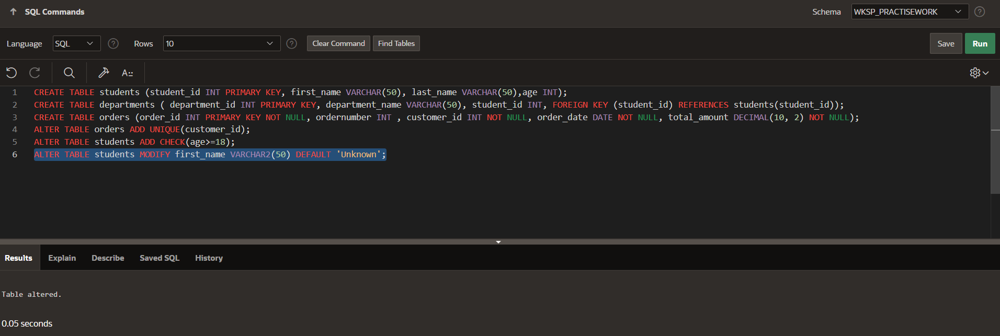 SQL Commands
Schema WKSP_PRACTISEWORK ?
Language SQL ? Rows 10 ? Clear Command Find Tables Save Run
A::
1 CREATE TABLE students (student_id INT PRIMARY KEY, first_name VARCHAR(50), last_name VARCHAR(50),age INT);
2 CREATE TABLE departments ( department_id INT PRIMARY KEY, department_name VARCHAR(50), student_id INT, FOREIGN KEY (student_id) REFERENCES students(student_id));
3 CREATE TABLE orders (order_id INT PRIMARY KEY NOT NULL, ordernumber INT , customer_id INT NOT NULL, order_date DATE NOT NULL, total_amount DECIMAL(10, 2) NOT NULL);
4 ALTER TABLE orders ADD UNIQUE(customer_id);
5 ALTER TABLE students ADD CHECK(age>=18);
6 ALTER TABLE students MODIFY first_name VARCHAR2(50) DEFAULT 'Unknown';
Results Explain Describe Saved SQL History
Table altered.
0.05 seconds